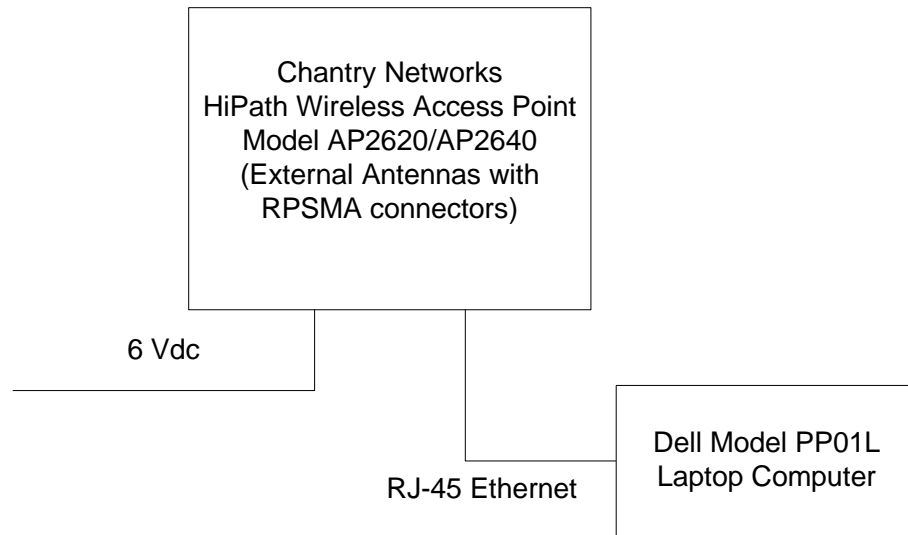 Chantry Networks
HiPath Wireless Access Point
Model AP2620/AP2640
(External Antennas with
RPSMA connectors)
6 Vdc
Dell Model PP01L
Laptop Computer
RJ-45 Ethernet